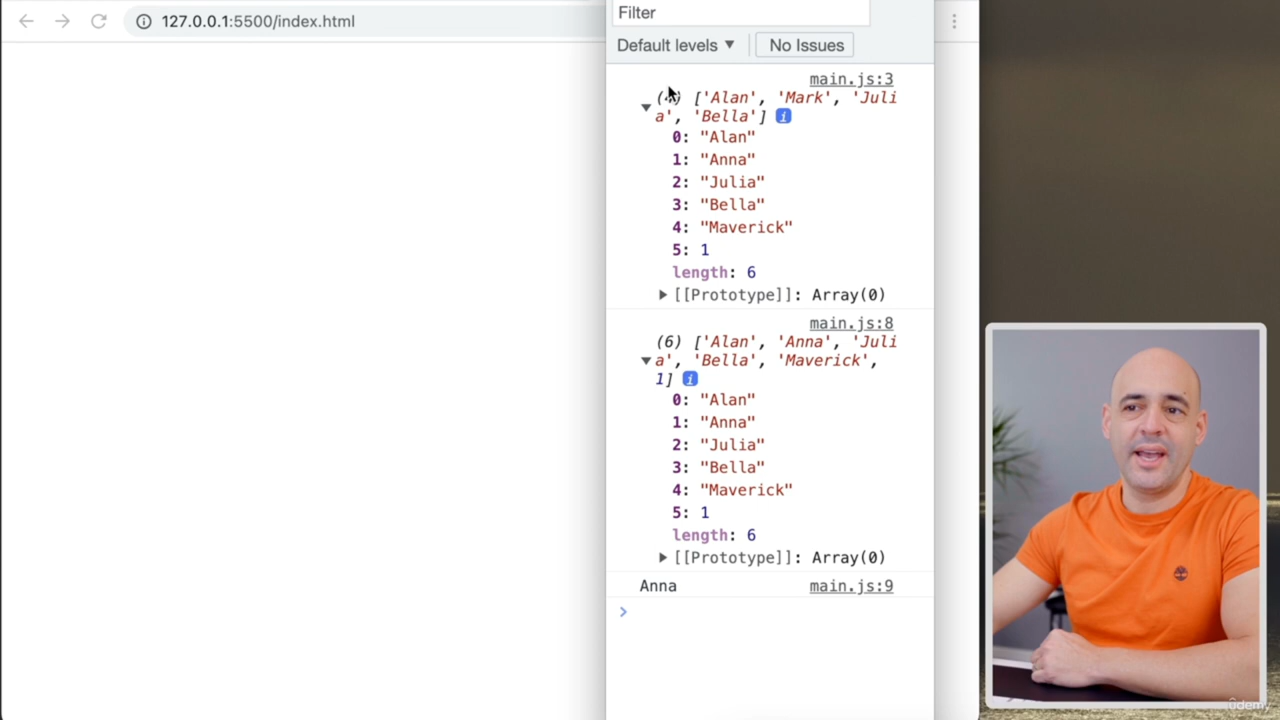 127.0.0.1:5500/index.html
Filter
Default levels ▼
No Issues
main.js:3
['Alan', 'Mark', 'Juli
a', 'Bella'] i
0: "Alan"
1: "Anna"
2: "Julia"
3: "Bella"
4: "Maverick"
5: 1
length: 6
[[Prototype]]: Array(0)
main.js:8
(6) ['Alan', 'Anna', 'Juli
a', 'Bella', 'Maverick',
1] i
0: "Alan"
1: "Anna"
2: "Julia"
3: "Bella"
4: "Maverick"
5: 1
length: 6
[[Prototype]]: Array(0)
Anna main.js:9
udemy